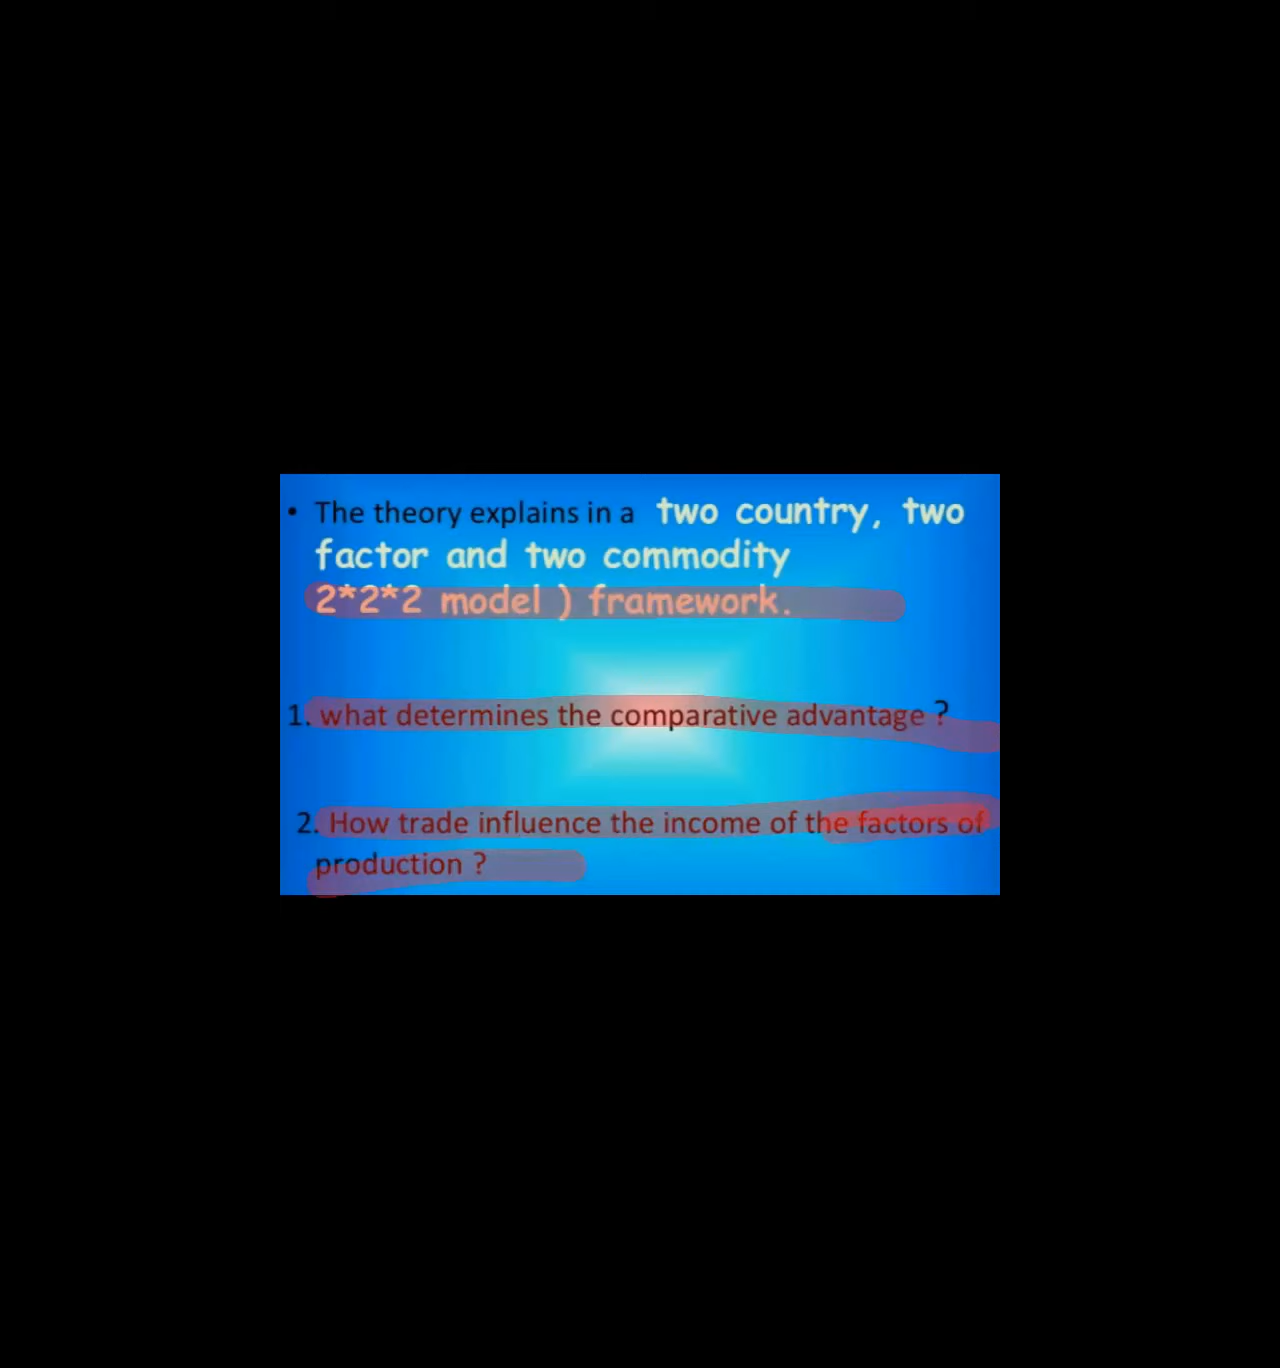 • The theory explains in a two country, two
factor and two commodity
2*2*2 model ) framework.
1. what determines the comparative advantage ?
2. How trade influence the income of the factors of
production ?